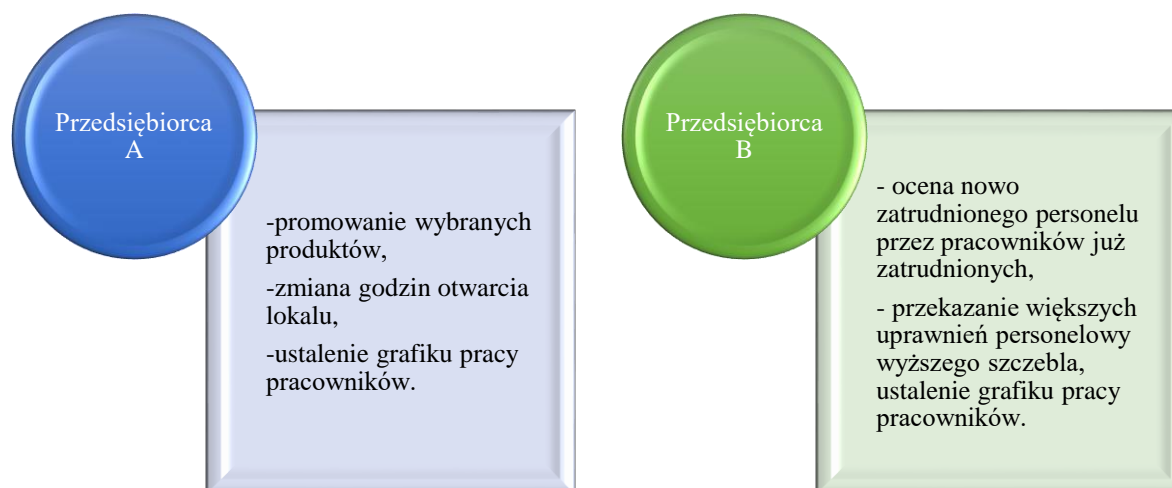 Przedsiębiorca
A
-promowanie wybranych
produktów,
-zmiana godzin otwarcia
lokalu,
-ustalenie grafiku pracy
pracowników.
Przedsiębiorca
B
- ocena nowo
zatrudnionego personelu
przez pracowników już
zatrudnionych,
- przekazanie większych
uprawnień personelowy
wyższego szczebla,
ustalenie grafiku pracy
pracowników.